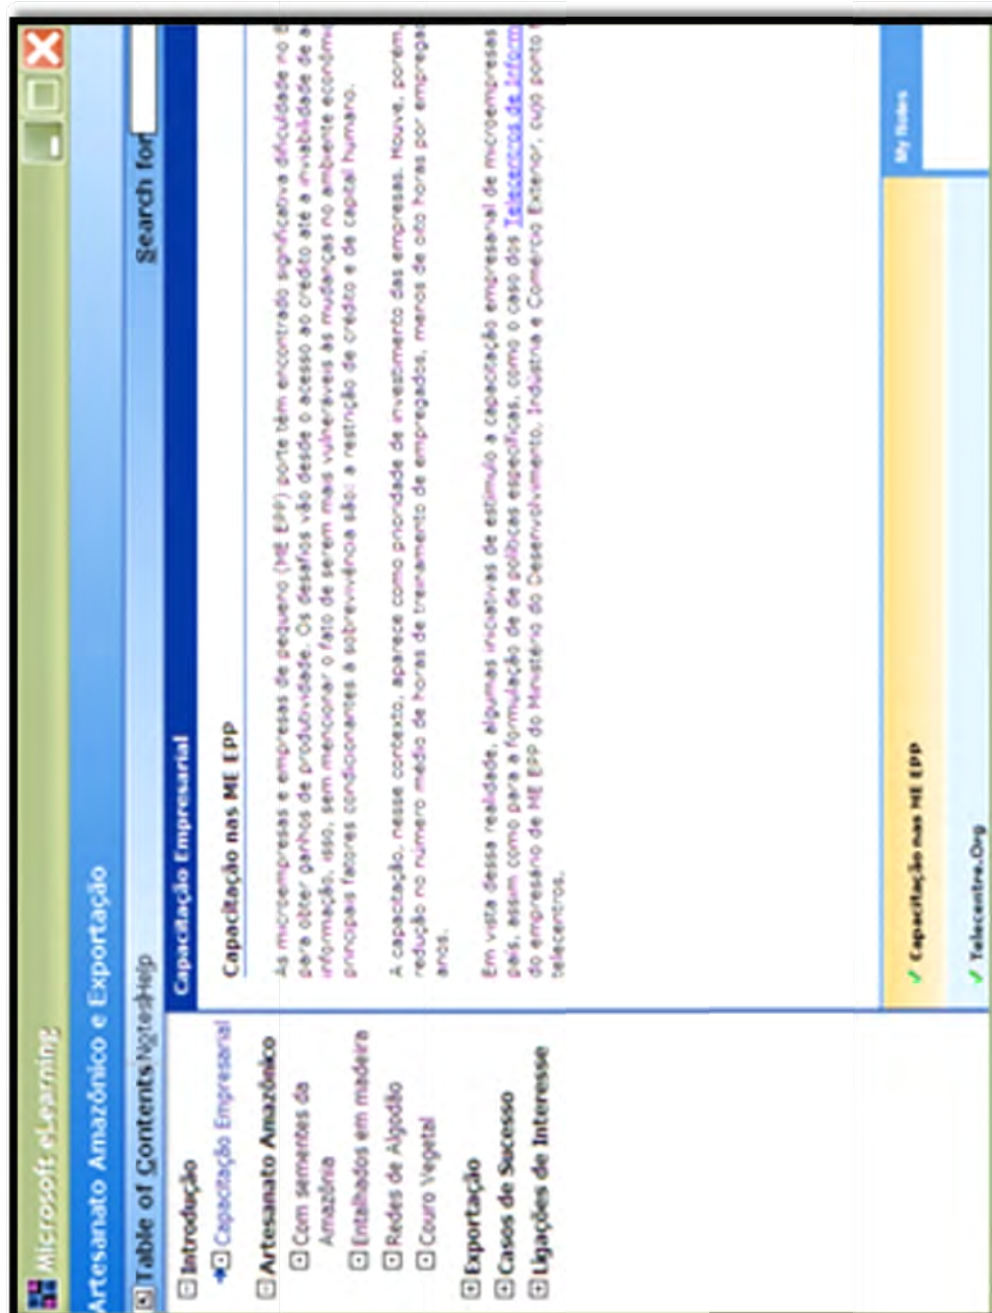 Microsoft eLearning
Artesanato Amazônico e Exportação
Table of Contents Notes Help
Search for
Introdução
Capacitação Empresarial
Artesanato Amazônico
Com sementes da
Amazônia
Entalhados em madeira
Redes de Algodão
Couro Vegetal
Exportação
Casos de Sucesso
Ligações de Interesse
Capacitação Empresarial
Capacitação nas ME EPP
As microempresas e empresas de pequeno (ME EPP) porte têm encontrado significativa dificuldade no
para obter ganhos de produtividade. Os desafios vão desde o acesso ao crédito até a inviabilidade de
informação, isso, sem mencionar o fato de serem mais vulneráveis às mudanças no ambiente econômic
principais fatores condicionantes à sobrevivência são: a restrição de crédito e de capital humano.
A capacitação, nesse contexto, aparece como prioridade de investimento das empresas. Houve, porém,
redução no número médio de horas de treinamento de empregados, menos de oito horas por empregad
anos.
Em vista dessa realidade, algumas iniciativas de estímulo a capacitação empresarial de microempresas
país, assim como para a formulação de de políticas específicas, como o caso dos Telecentros de Inform
do empresário de ME EPP do Ministério do Desenvolvimento, Indústria e Comércio Exterior, cujo ponto
telecentros.
Capacitação nas ME EPP
Telecentre.Org
My Notes